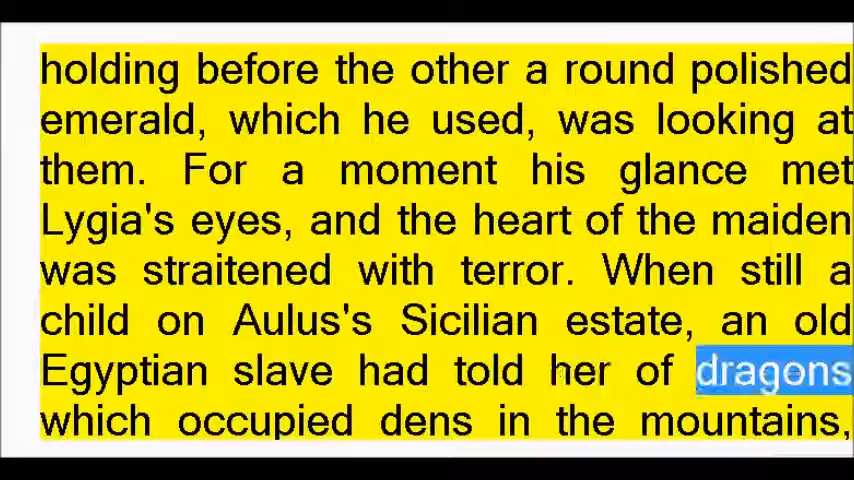 holding before the other a round polished
emerald, which he used, was looking at
them. For a moment his glance met
Lygia's eyes, and the heart of the maiden
was straitened with terror. When still a
child on Aulus's Sicilian estate, an old
Egyptian slave had told her of dragons
which occupied dens in the mountains,